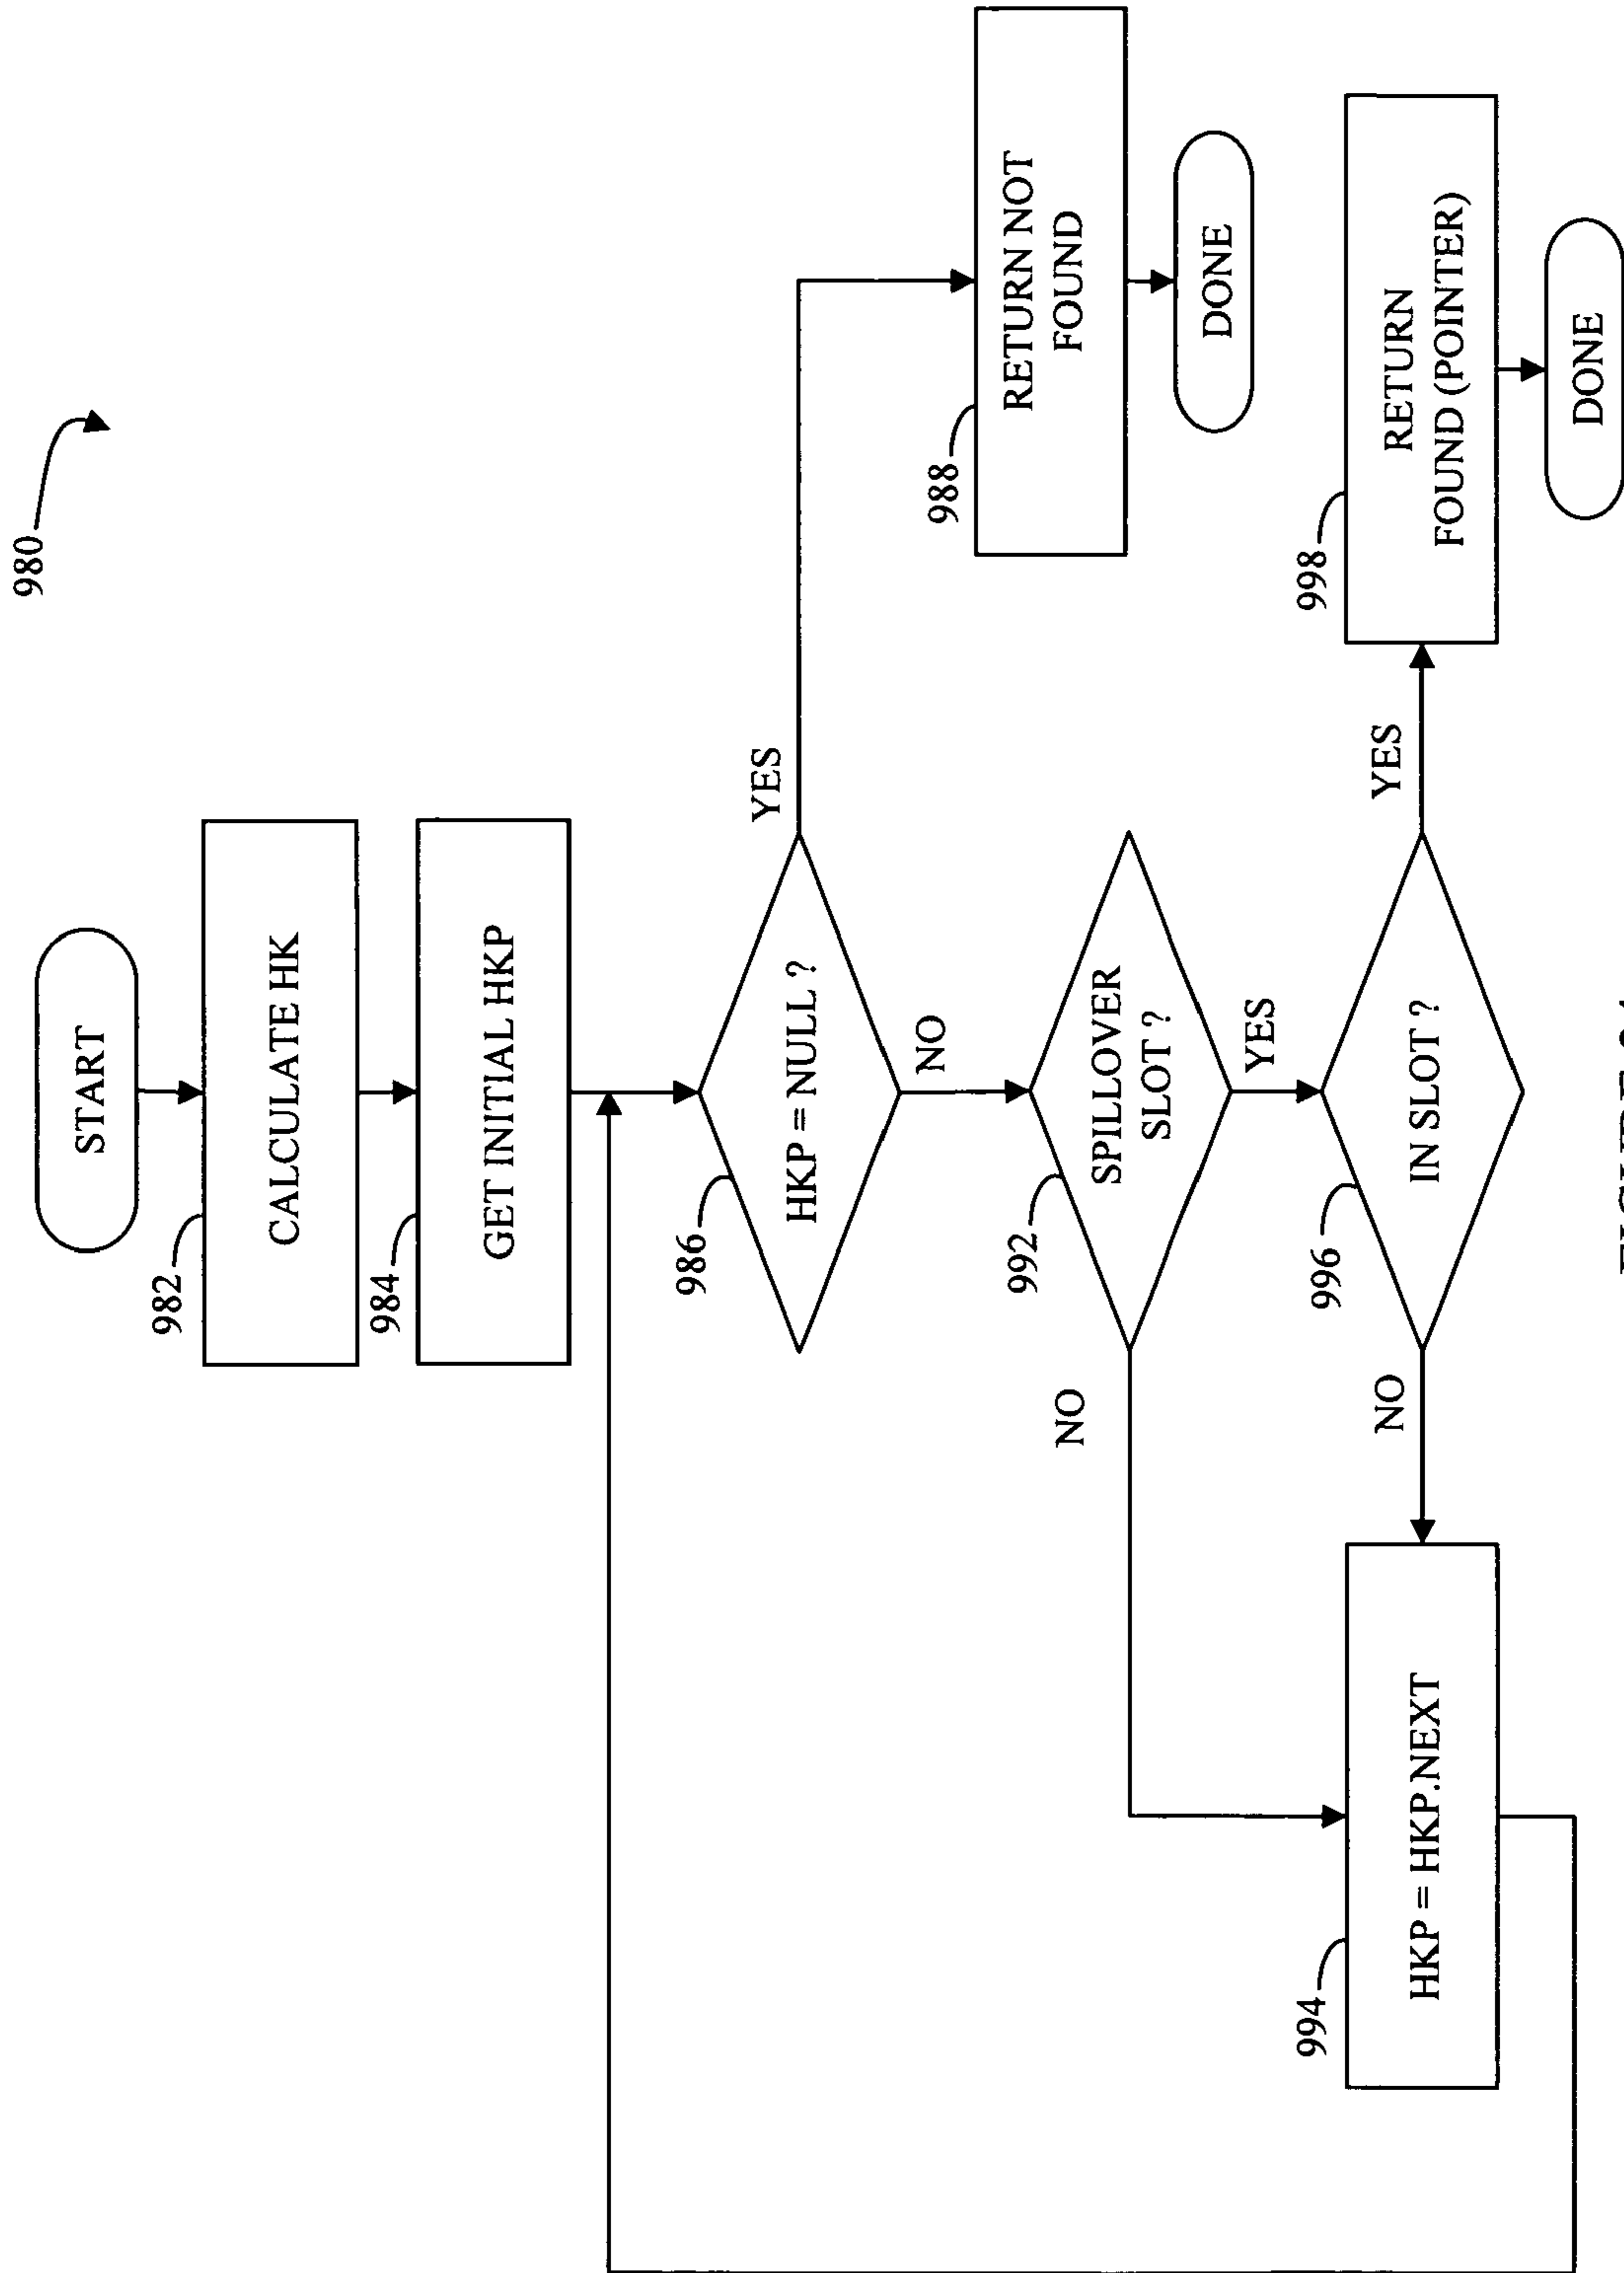 980
START
982
CALCULATE HK
984
GET INITIAL HKP
986
HKP = NULL ?
YES
NO
988
RETURN NOT
FOUND
DONE
992
SPILLOVER
SLOT ?
NO
YES
996
IN SLOT ?
NO
YES
994
HKP = HKP.NEXT
998
RETURN
FOUND (POINTER)
DONE